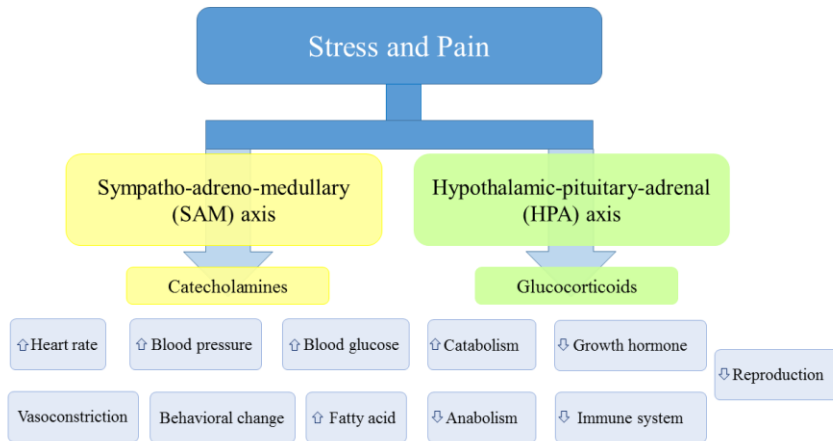 Stress and Pain
Sympatho-adreno-medullary
(SAM) axis
Hypothalamic-pituitary-adrenal
(HPA) axis
Catecholamines
Glucocorticoids
⇧ Heart rate
⇧ Blood pressure
⇧ Blood glucose
⇧ Catabolism
⇩ Growth hormone
⇩ Reproduction
Vasoconstriction
Behavioral change
⇧ Fatty acid
⇩ Anabolism
⇩ Immune system